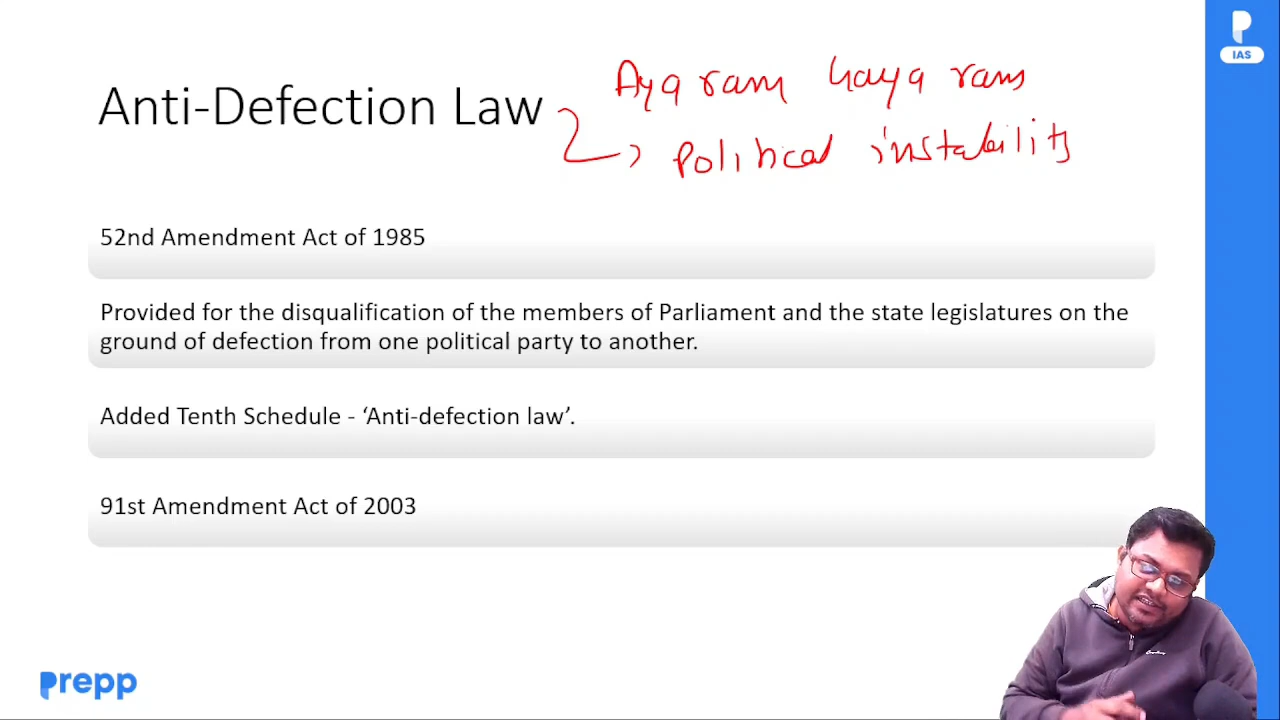 Aya ram Gaya ram
Anti-Defection Law
Political instability
52nd Amendment Act of 1985
Provided for the disqualification of the members of Parliament and the state legislatures on the
ground of defection from one political party to another.
Added Tenth Schedule - ‘Anti-defection law’.
91st Amendment Act of 2003
prepp
IAS